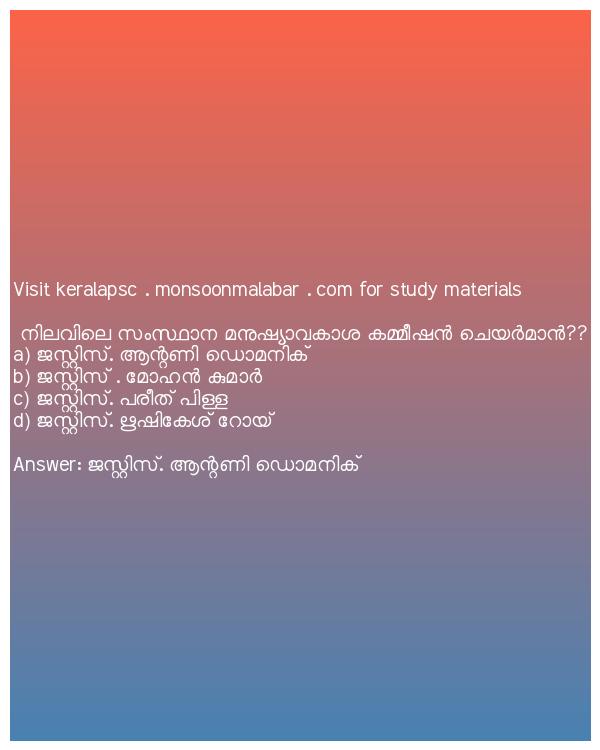 Visit keralapsc . monsoonmalabar . com for study materials
നിലവിലെ സംസ്ഥാന മനുഷ്യാവകാശ കമ്മീഷൻ ചെയർമാൻ??
a) ജസ്റ്റിസ്. ആന്റണി ഡൊമനിക്
b) ജസ്റ്റിസ് . മോഹൻ കുമാർ
c) ജസ്റ്റിസ്. പരീത് പിള്ള
d) ജസ്റ്റിസ്. ഋഷികേശ് റോയ്
Answer: ജസ്റ്റിസ്. ആന്റണി ഡൊമനിക്